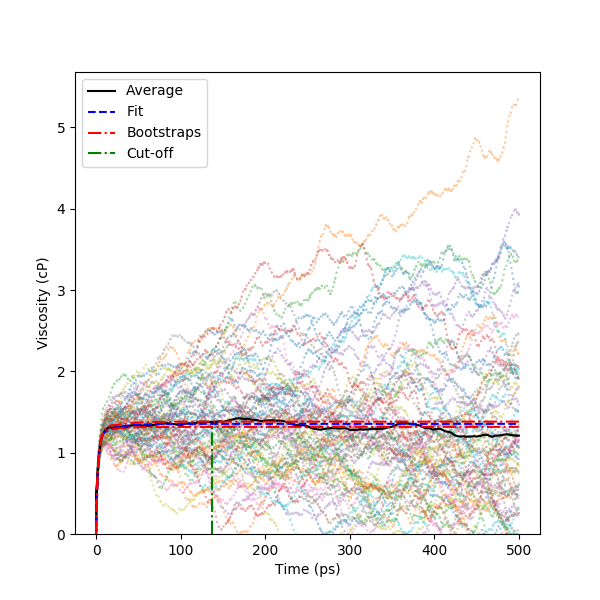 Average
Fit
Bootstraps
Cut-off
5
4
3
2
1
0
Viscosity (cP)
0 100 200 300 400 500
Time (ps)